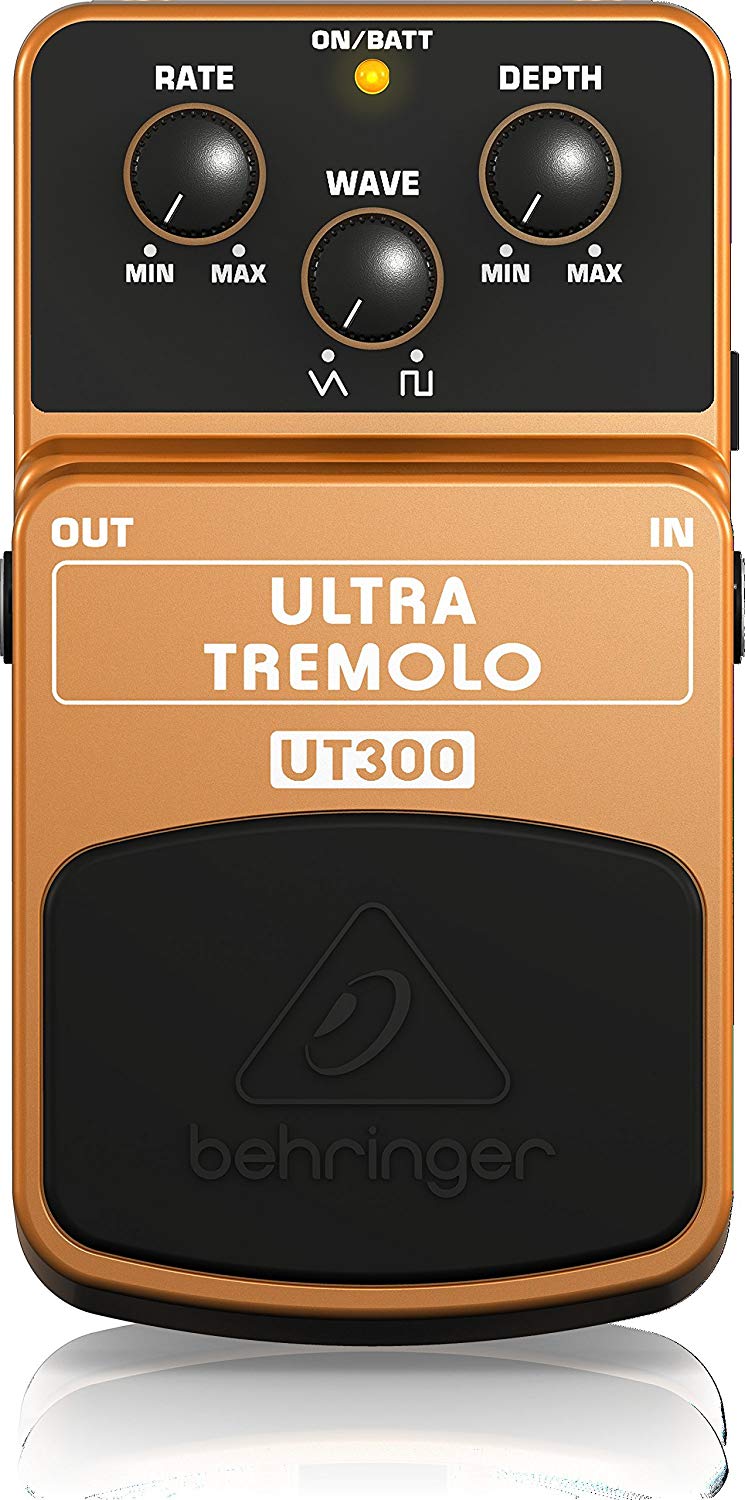 ON/BATT
RATE
DEPTH
WAVE
MIN MAX
MIN MAX
OUT
IN
ULTRA
TREMOLO
UT300
behringer